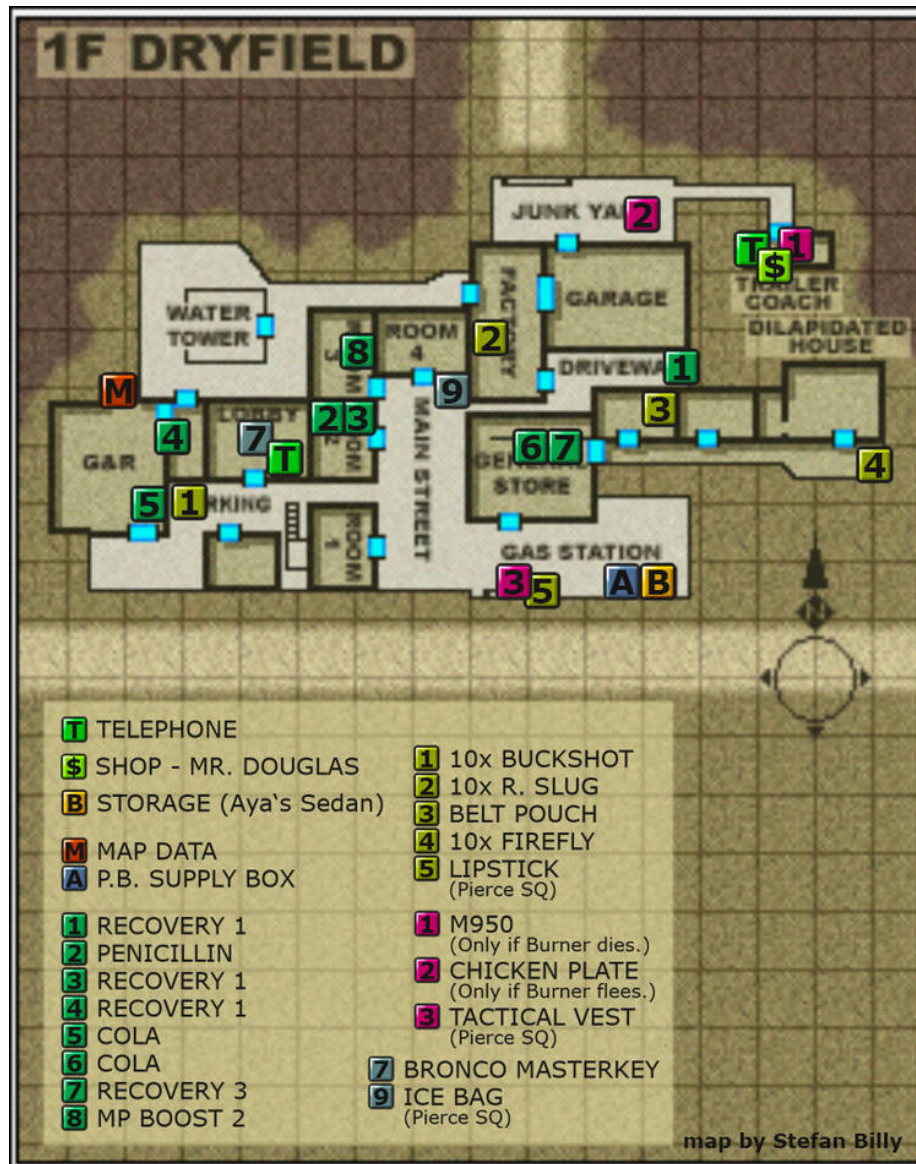 1F DRYFIELD
JUNK YA 2
T $ 1
TRAILER
COACH
DILAPIDATED
HOUSE
WATER
TOWER
FACTORY
GARAGE
ROOM
4
3
8
2
9
DRIVEWA 1
M
4
LOBBY
7
T
2 3
ROOM
2
MAIN STREET
3
4
G&R
6 7
GENERAL
STORE
5 1 RKING
ROOM
1
GAS STATION
3 5 A B
N
T TELEPHONE
$ SHOP - MR. DOUGLAS
B STORAGE (Aya's Sedan)
M MAP DATA
A P.B. SUPPLY BOX
1 RECOVERY 1
2 PENICILLIN
3 RECOVERY 1
4 RECOVERY 1
5 COLA
6 COLA
7 RECOVERY 3
8 MP BOOST 2
1 10x BUCKSHOT
2 10x R. SLUG
3 BELT POUCH
4 10x FIREFLY
5 LIPSTICK
(Pierce SQ)
1 M950
(Only if Burner dies.)
2 CHICKEN PLATE
(Only if Burner flees.)
3 TACTICAL VEST
(Pierce SQ)
7 BRONCO MASTERKEY
9 ICE BAG
(Pierce SQ)
map by Stefan Billy